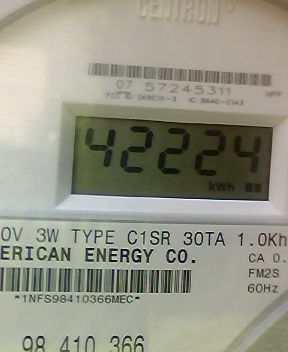 CENTRON
07 57245311
42224
kWh
0V 3W TYPE C1SR 30TA 1.0Kh
ERICAN ENERGY CO.
CA 0.
FM2S
60Hz
*1NFS98410366MEC*
98 410 366